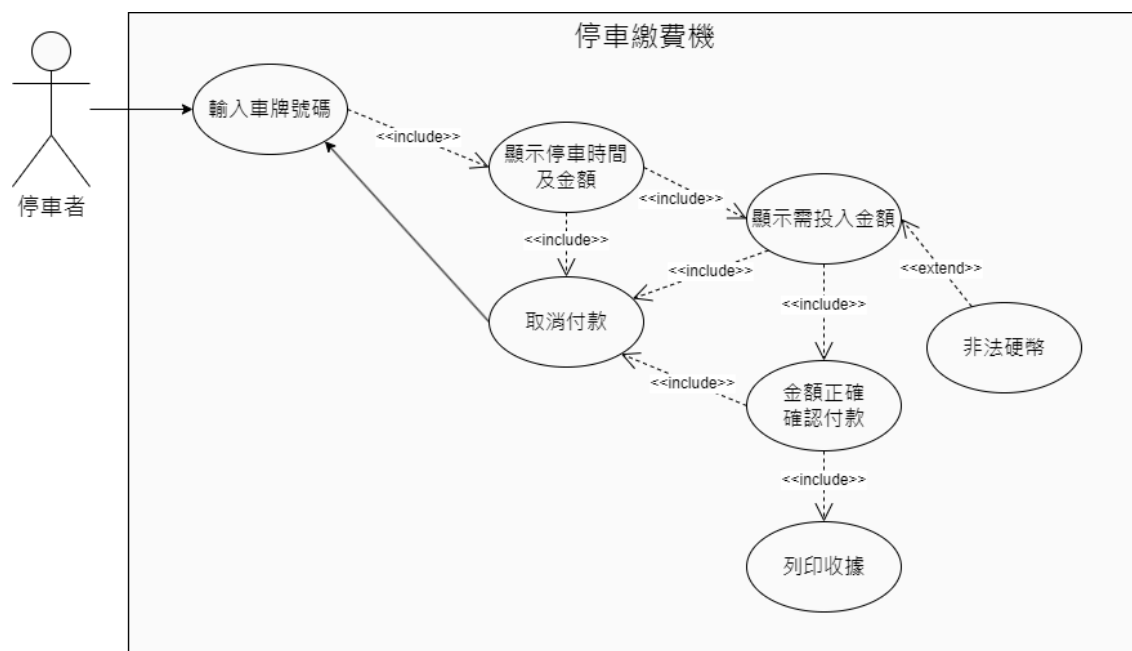 停車繳費機
停車者
輸入車牌號碼
<<include>>
顯示停車時間
及金額
<<include>>
顯示需投入金額
<<include>>
<<include>>
<<extend>>
取消付款
<<include>>
非法硬幣
<<include>>
金額正確
確認付款
<<include>>
列印收據